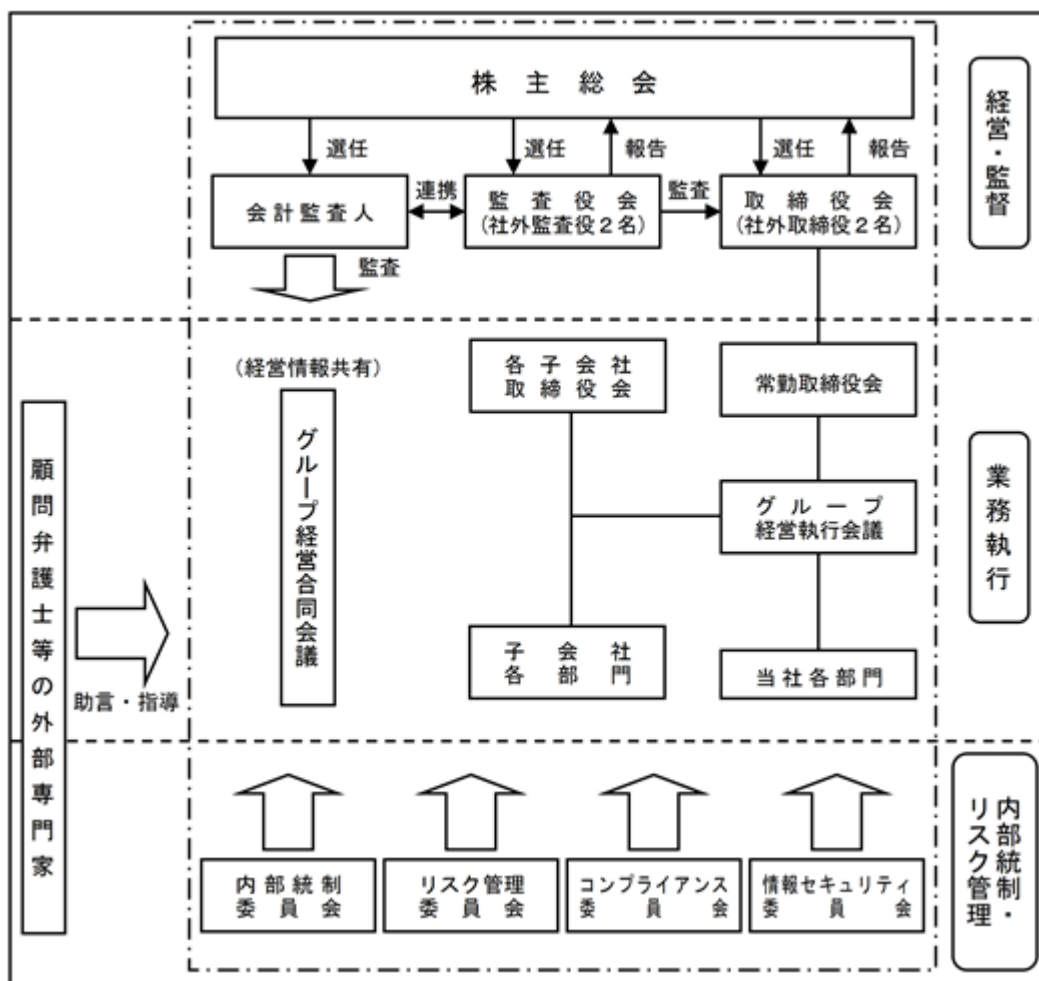 株主総会
経営・監督
選任
選任
報告
選任
報告
会計監査人
連携
監査役会
(社外監査役2名)
監査
取締役会
(社外取締役2名)
監査
(経営情報共有)
グループ経営合同会議
各子会社
取締役会
常勤取締役会
グループ
経営執行会議
子会社
各部門
当社各部門
業務執行
顧問弁護士等の外部専門家
助言・指導
内部統制
委員会
リスク管理
委員会
コンプライアンス
委員会
情報セキュリティ
委員会
内部統制・
リスク管理